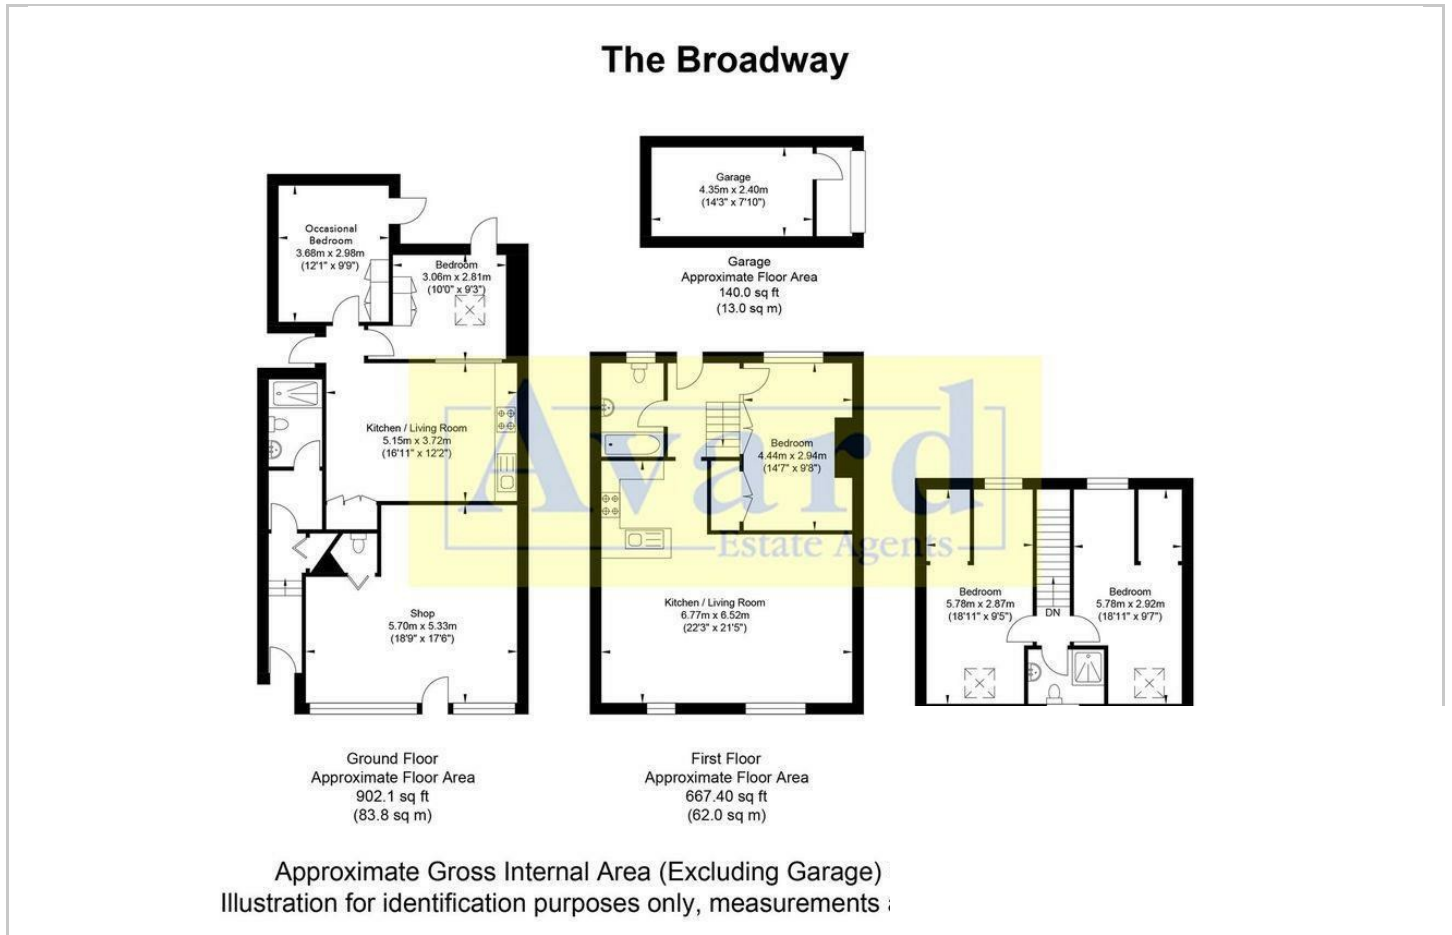 The Broadway
Garage
4.35m x 2.40m
(14'3" x 7'10")
Garage
Approximate Floor Area
140.0 sq ft
(13.0 sq m)
Occasional
Bedroom
3.68m x 2.98m
(12'1" x 9'9")
Bedroom
3.06m x 2.81m
(10'0" x 9'3")
Kitchen / Living Room
5.15m x 3.72m
(16'11" x 12'2")
Shop
5.70m x 5.33m
(18'9" x 17'6")
Bedroom
4.44m x 2.94m
(14'7" x 9'8")
Avard
Estate Agents
Kitchen / Living Room
6.77m x 6.52m
(22'3" x 21'5")
Bedroom
5.78m x 2.87m
(18'11" x 9'5")
DN
Bedroom
5.78m x 2.92m
(18'11" x 9'7")
Ground Floor
Approximate Floor Area
902.1 sq ft
(83.8 sq m)
First Floor
Approximate Floor Area
667.40 sq ft
(62.0 sq m)
Approximate Gross Internal Area (Excluding Garage)
Illustration for identification purposes only, measurements